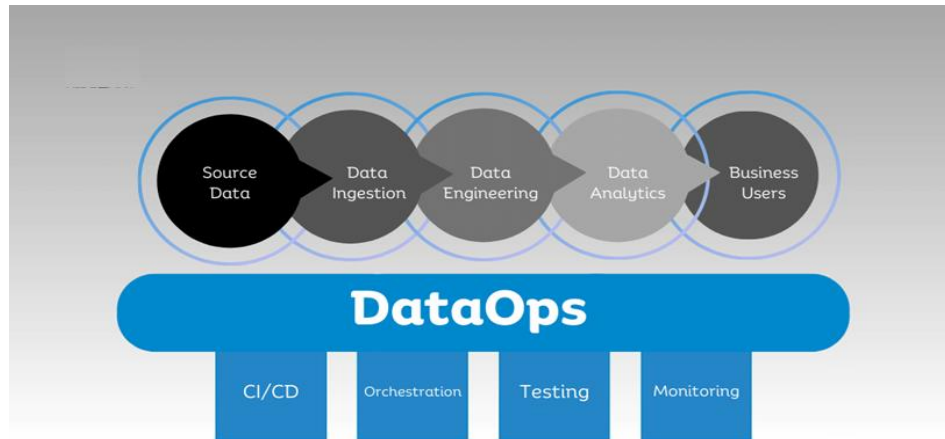 Source
Data
Data
Ingestion
Data
Engineering
Data
Analytics
Business
Users
DataOps
CI/CD
Orchestration
Testing
Monitoring